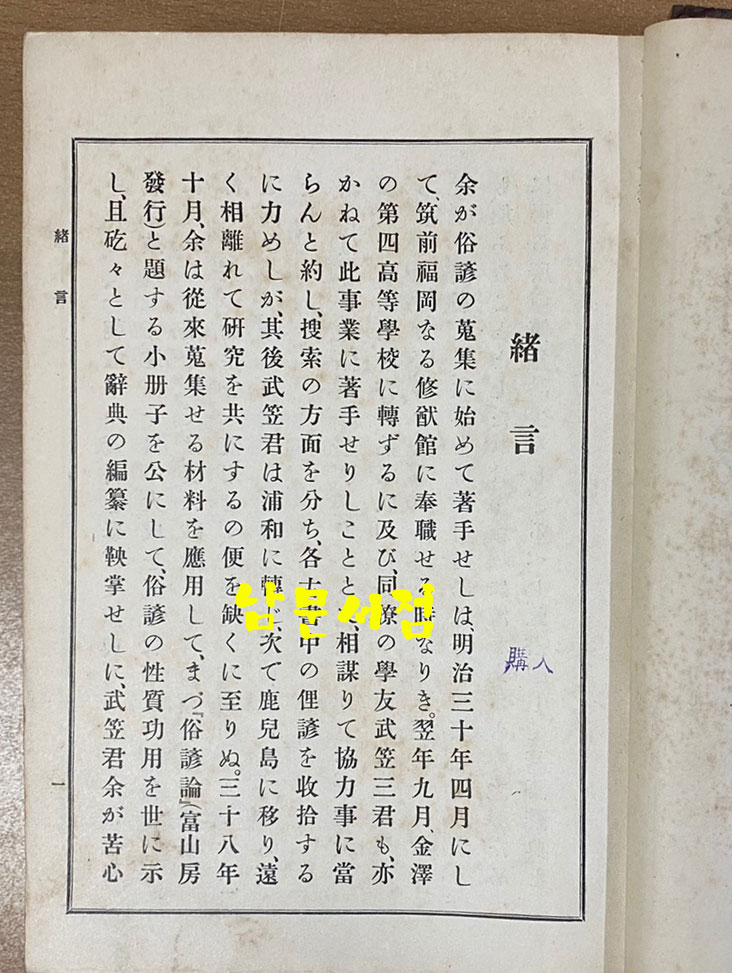 緒言
余が俗諺の蒐集に始めて著手せしは、明治三十年四月にし
て、筑前福岡なる修猷館に奉職せる時なりき。翌年九月、金澤
の第四高等學校に轉ずるに及び、同僚の學友武笠三君も、亦
かねて此事業に著手せりしこととて、相謀りて協力事に當
らんと約し、搜索の方面を分ち、各書中の俚諺を收拾する
に力めしが、其後武笠君は浦和に轉じ、次で鹿兒島に移り、遠
く相離れて研究を共にするの便を缺くに至りぬ。三十八年
十月、余は從來蒐集せる材料を應用して、まづ『俗諺論』(富山房
發行)と題する小册子を公にして、俗諺の性質功用を世に示
し、且矻々として辭典の編纂に鞅掌せしに、武笠君余が苦心
緒言
一
購入
남문서점